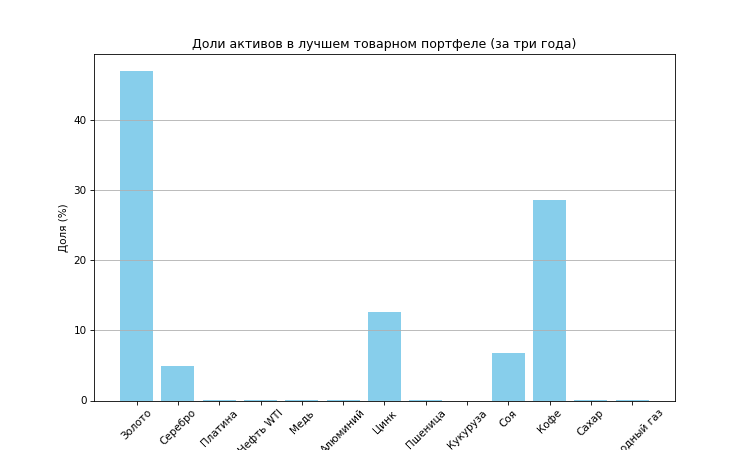 Доли активов в лучшем товарном портфеле (за три года)
Доля (%)
40
30
20
10
0
Золото
Серебро
Платина
Нефть WTI
Медь
Алюминий
Цинк
Пшеница
Кукуруза
Соя
Кофе
Сахар
газ